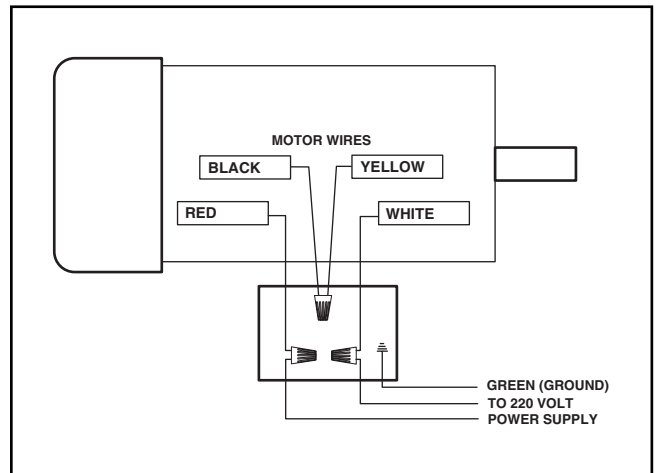 MOTOR WIRES
BLACK
YELLOW
RED
WHITE
GREEN (GROUND)
TO 220 VOLT
POWER SUPPLY